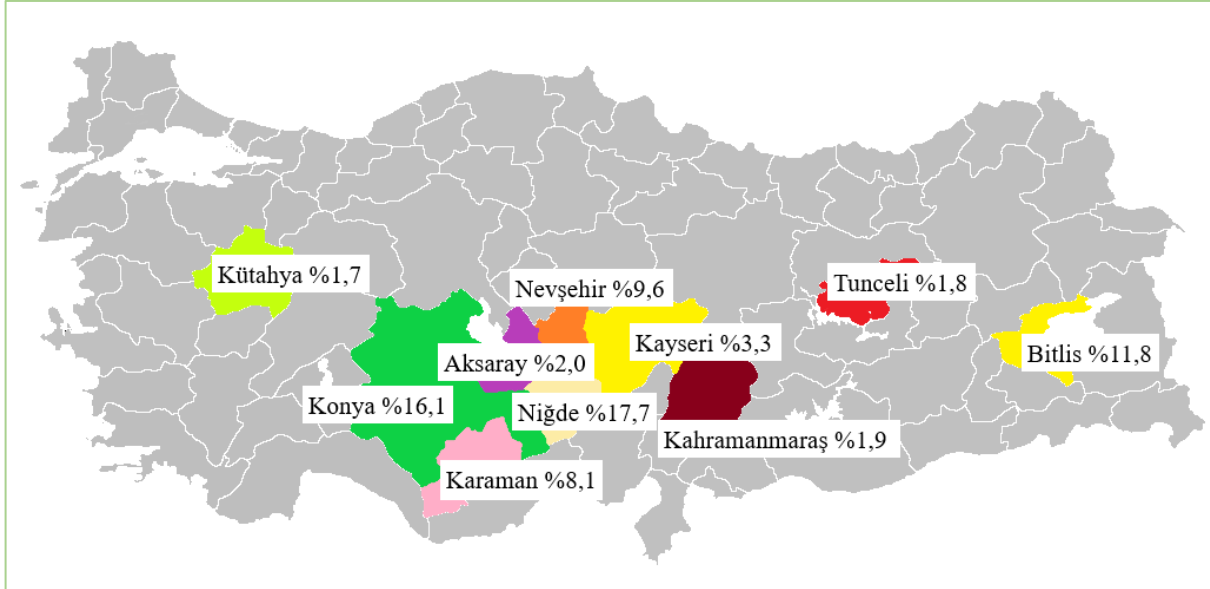 Kütahya %1,7
Nevşehir %9,6
Tunceli %1,8
Kayseri %3,3
Bitlis %11,8
Aksaray %2,0
Konya %16,1
Niğde %17,7
Kahramanmaraş %1,9
Karaman %8,1